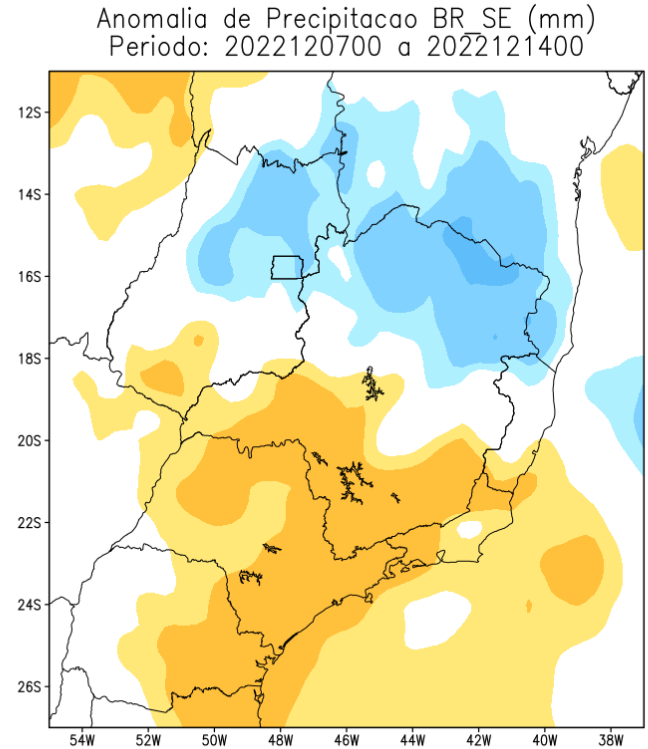 Anomalia de Precipitacao BR_SE (mm)
Periodo: 2022120700 a 2022121400
12S
14S
16S
18S
20S
22S
24S
26S
54W 52W 50W 48W 46W 44W 42W 40W 38W